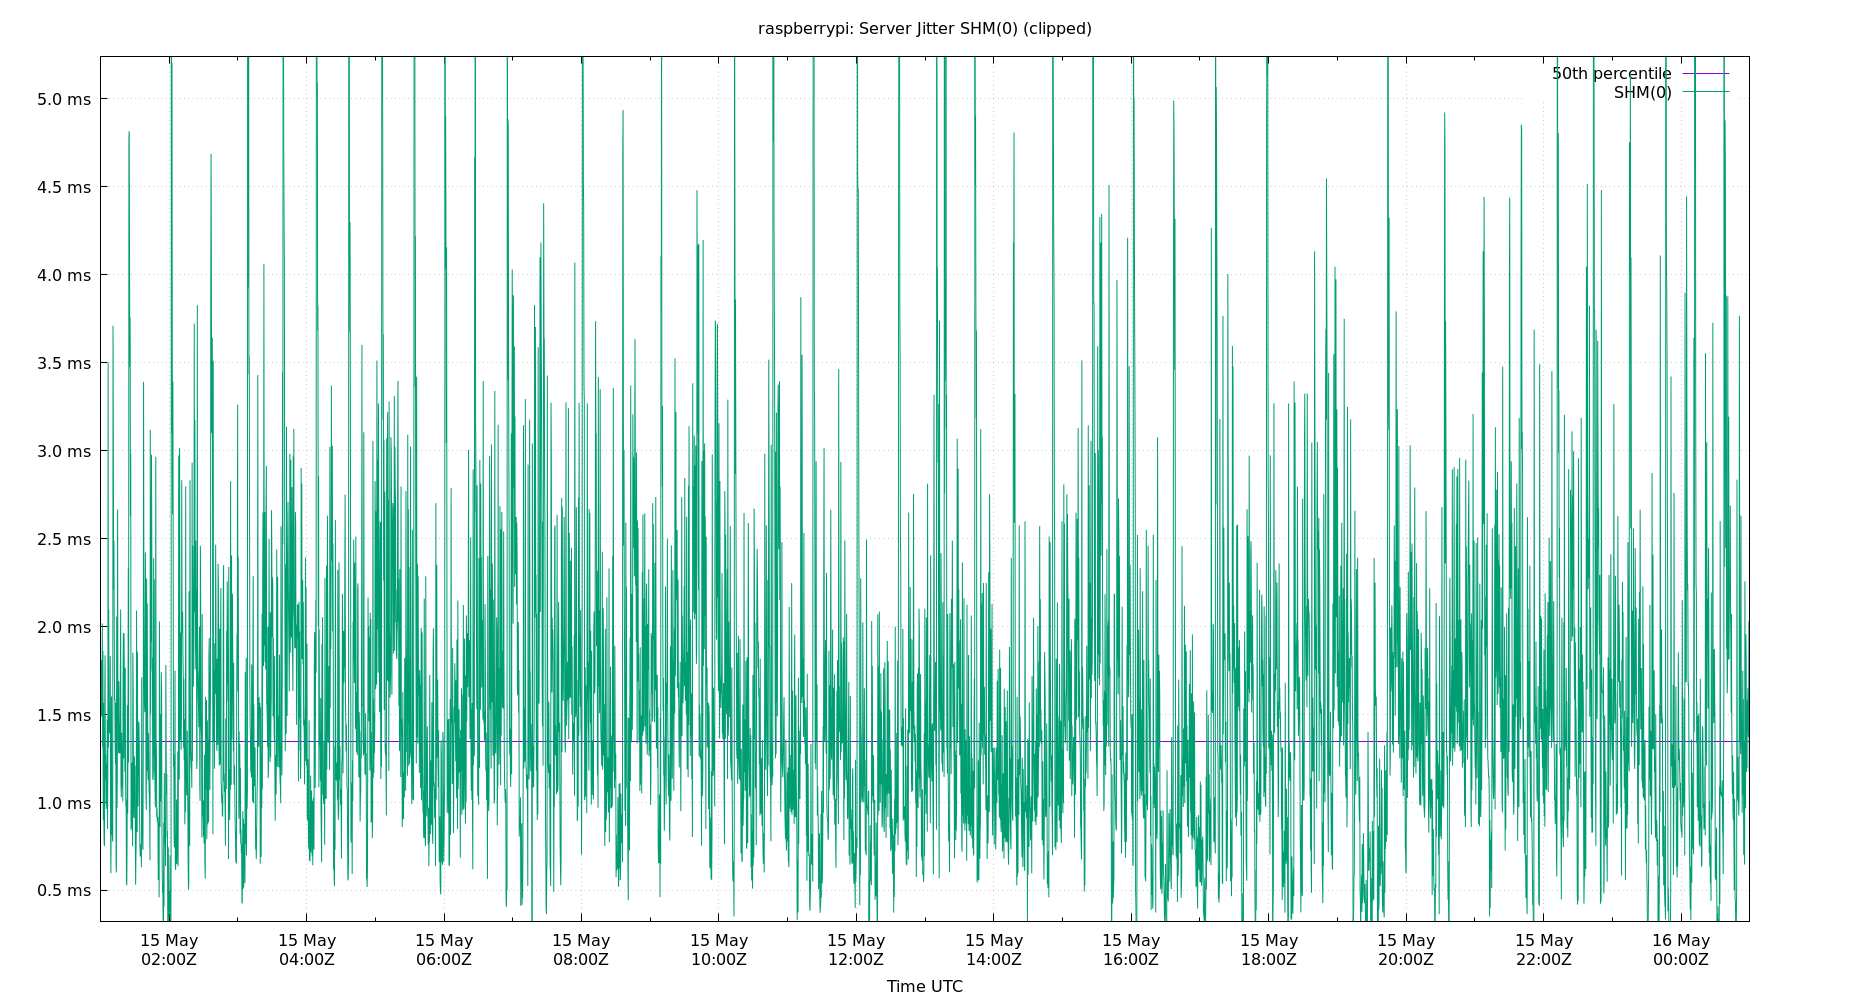 raspberrypi: Server Jitter SHM(0) (clipped)
50th percentile
SHM(0)
5.0 ms
4.5 ms
4.0 ms
3.5 ms
3.0 ms
2.5 ms
2.0 ms
1.5 ms
1.0 ms
0.5 ms
15 May 15 May 15 May 15 May 15 May 15 May 15 May 15 May 15 May 15 May 15 May 16 May
02:00Z 04:00Z 06:00Z 08:00Z 10:00Z 12:00Z 14:00Z 16:00Z 18:00Z 20:00Z 22:00Z 00:00Z
Time UTC